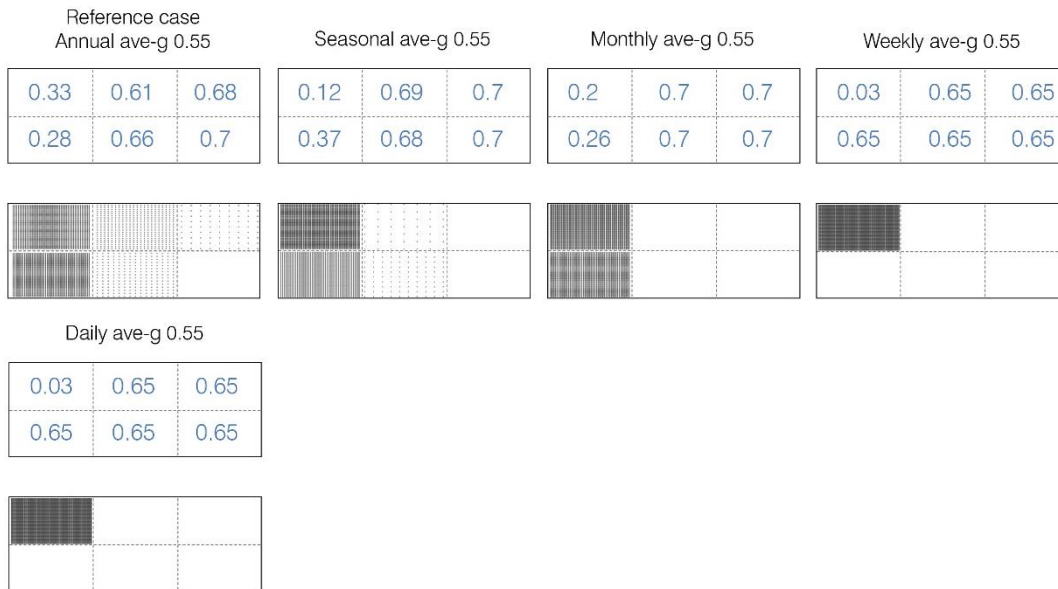 Reference case
Annual ave-g 0.55
Seasonal ave-g 0.55
Monthly ave-g 0.55
Weekly ave-g 0.55
0.33 0.61 0.68
0.28 0.66 0.7
0.12 0.69 0.7
0.37 0.68 0.7
0.2 0.7 0.7
0.26 0.7 0.7
0.03 0.65 0.65
0.65 0.65 0.65
Daily ave-g 0.55
0.03 0.65 0.65
0.65 0.65 0.65